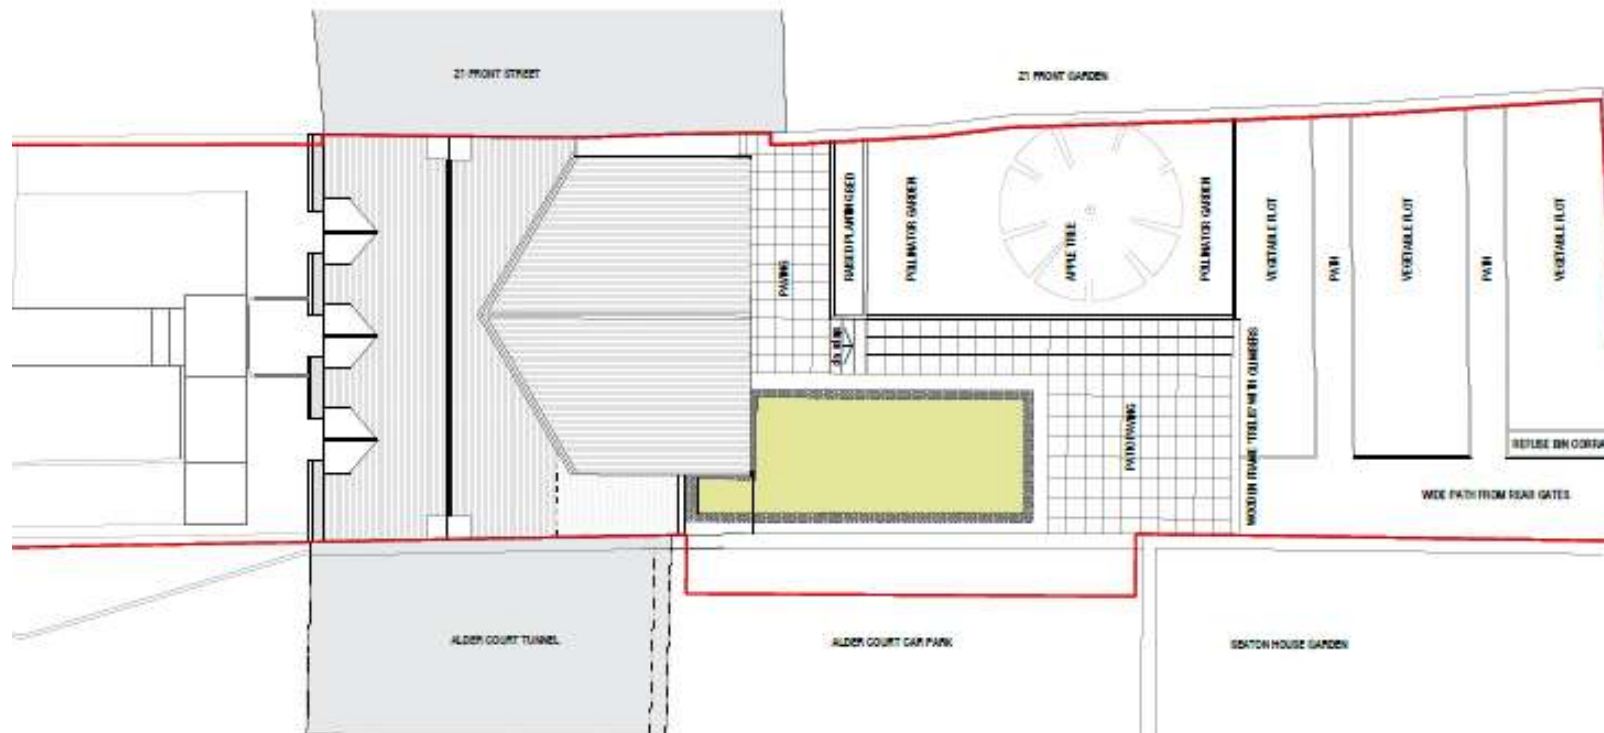 27 FRONT STREET
21 FRONT GARDEN
PAVING
RAISED PLANTING BED
POLLINATOR GARDEN
APPLE TREE
POLLINATOR GARDEN
VEGETABLE PLOT
PATH
VEGETABLE PLOT
PATH
VEGETABLE PLOT
PATIO PAVING
WOODEN FRAME 'TRELIS' WITH CLIMBERS
REFUSE BIN CORRA
WIDE PATH FROM REAR GATES
ALDER COURT TUNNEL
ALDER COURT CAR PARK
SEATON HOUSE GARDEN